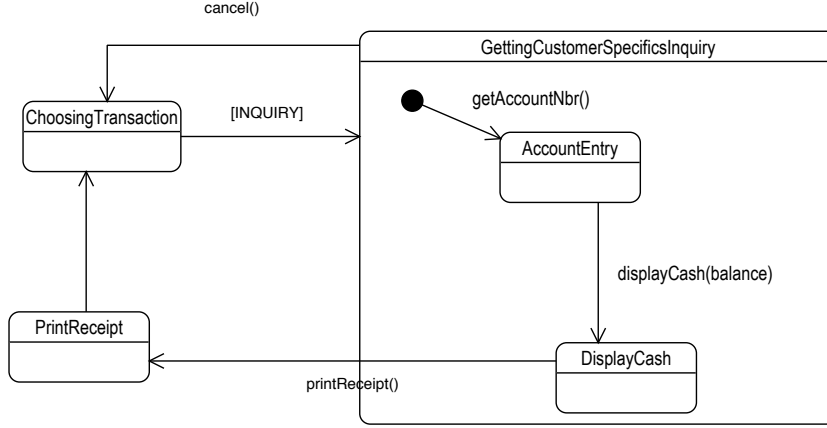 cancel()
GettingCustomerSpecificsInquiry
getAccountNbr()
ChoosingTransaction
[INQUIRY]
AccountEntry
displayCash(balance)
PrintReceipt
DisplayCash
printReceipt()